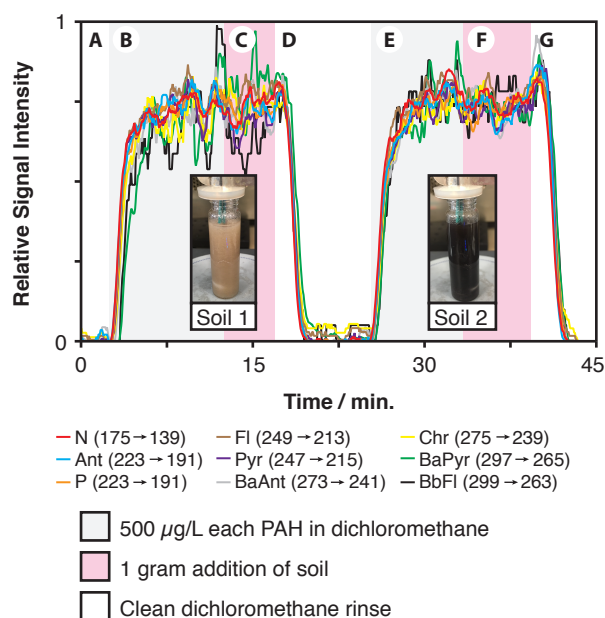 1
A B C D E F G
Relative Signal Intensity
Soil 1 Soil 2
0
0 15 30 45
Time / min.
N (175→139) Fl (249→213) Chr (275→239)
Ant (223→191) Pyr (247→215) BaPyr (297→265)
P (223→191) BaAnt (273→241) BbFl (299→263)
500 µg/L each PAH in dichloromethane
1 gram addition of soil
Clean dichloromethane rinse